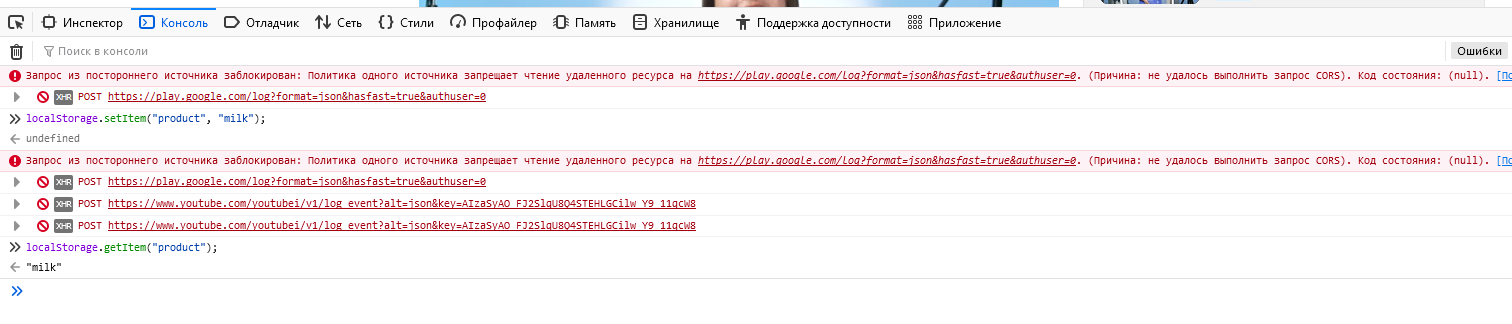 Инспектор Консоль Отладчик Сеть Стили Профайлер Память Хранилище Поддержка доступности Приложение
Поиск в консоли Ошибки
Запрос из постороннего источника заблокирован: Политика одного источника запрещает чтение удаленного ресурса на https://play.google.com/log?format=json&hasfast=true&authuser=0. (Причина: не удалось выполнить запрос CORS). Код состояния: (null).
XHR POST https://play.google.com/log?format=json&hasfast=true&authuser=0
localStorage.setItem("product", "milk");
undefined
Запрос из постороннего источника заблокирован: Политика одного источника запрещает чтение удаленного ресурса на https://play.google.com/log?format=json&hasfast=true&authuser=0. (Причина: не удалось выполнить запрос CORS). Код состояния: (null).
XHR POST https://play.google.com/log?format=json&hasfast=true&authuser=0
XHR POST https://www.youtube.com/youtubei/v1/log_event?alt=json&key=AIzaSyAO_FJ2SlqU8Q4STEHLGCilw_Y9_11qcW8
XHR POST https://www.youtube.com/youtubei/v1/log_event?alt=json&key=AIzaSyAO_FJ2SlqU8Q4STEHLGCilw_Y9_11qcW8
localStorage.getItem("product");
"milk"